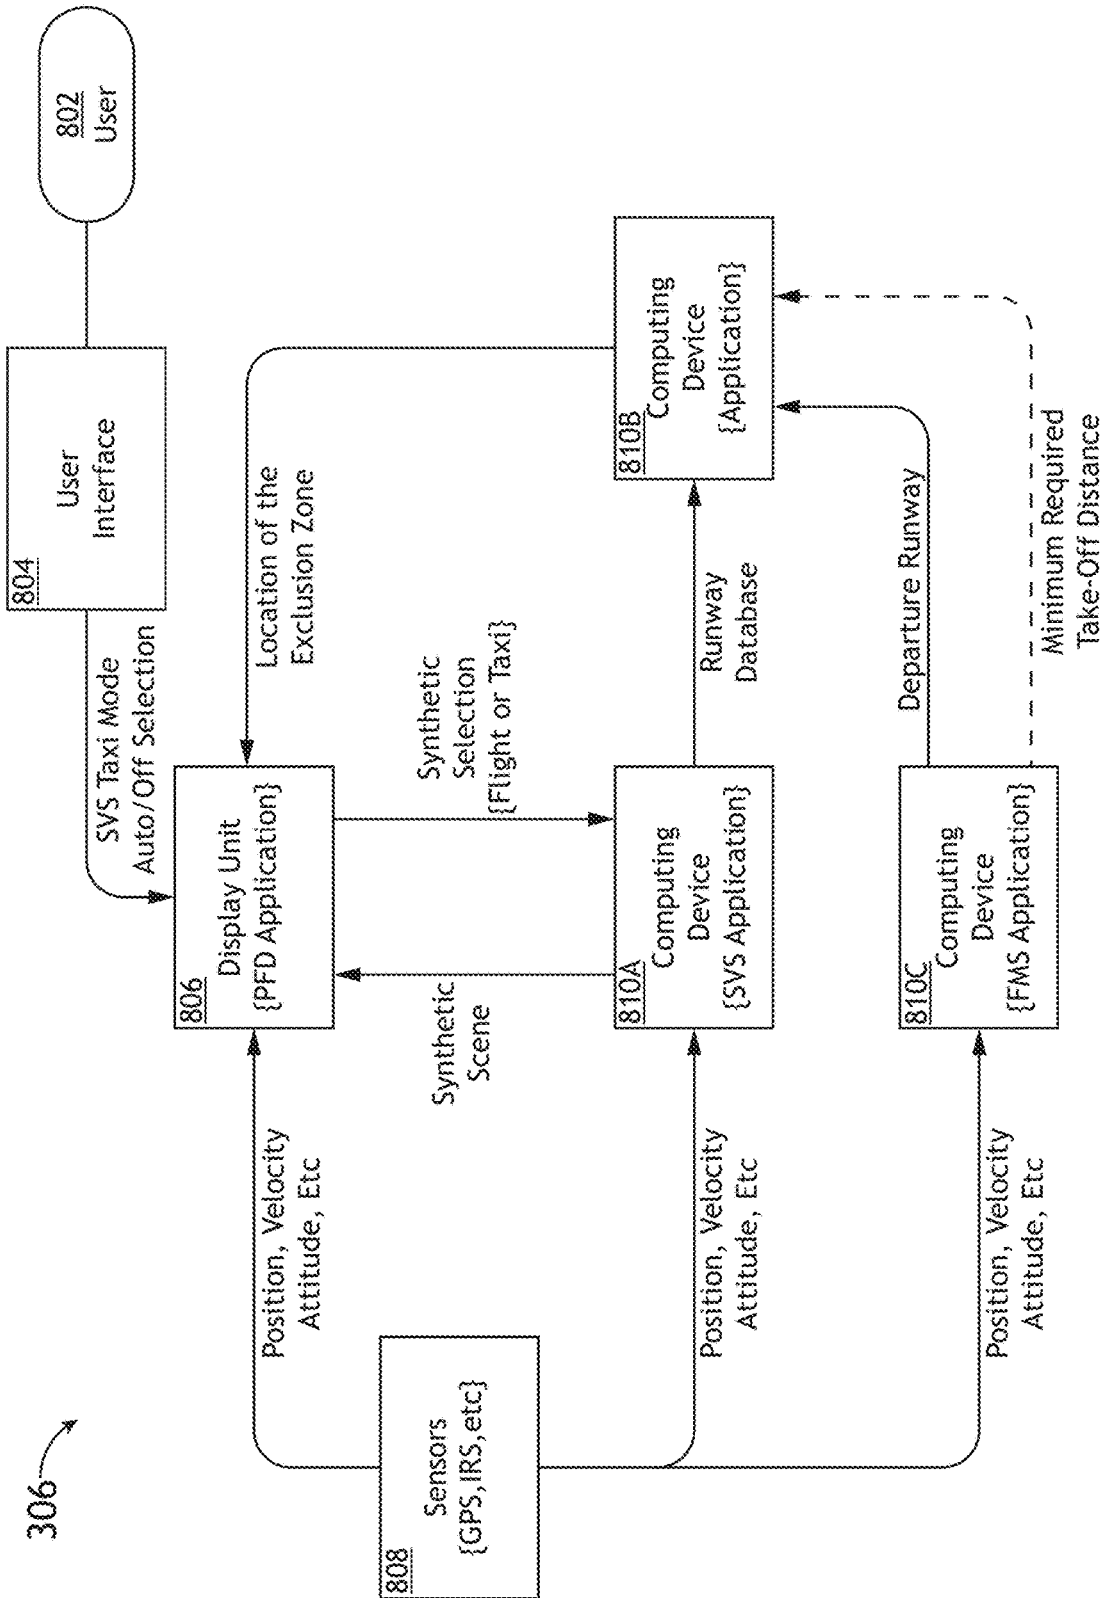 306
802
User
804
User
Interface
SVS Taxi Mode
Auto/Off Selection
806
Display Unit
{PFD Application}
Location of the
Exclusion Zone
Position, Velocity
Attitude, Etc
808
Sensors
{GPS,IRS,etc}
Synthetic
Scene
Synthetic
Selection
{Flight or Taxi}
810A
Computing
Device
{SVS Application}
Position, Velocity
Attitude, Etc
Runway
Database
810B
Computing
Device
{Application}
810C
Computing
Device
{FMS Application}
Position, Velocity
Attitude, Etc
Departure Runway
Minimum Required
Take-Off Distance